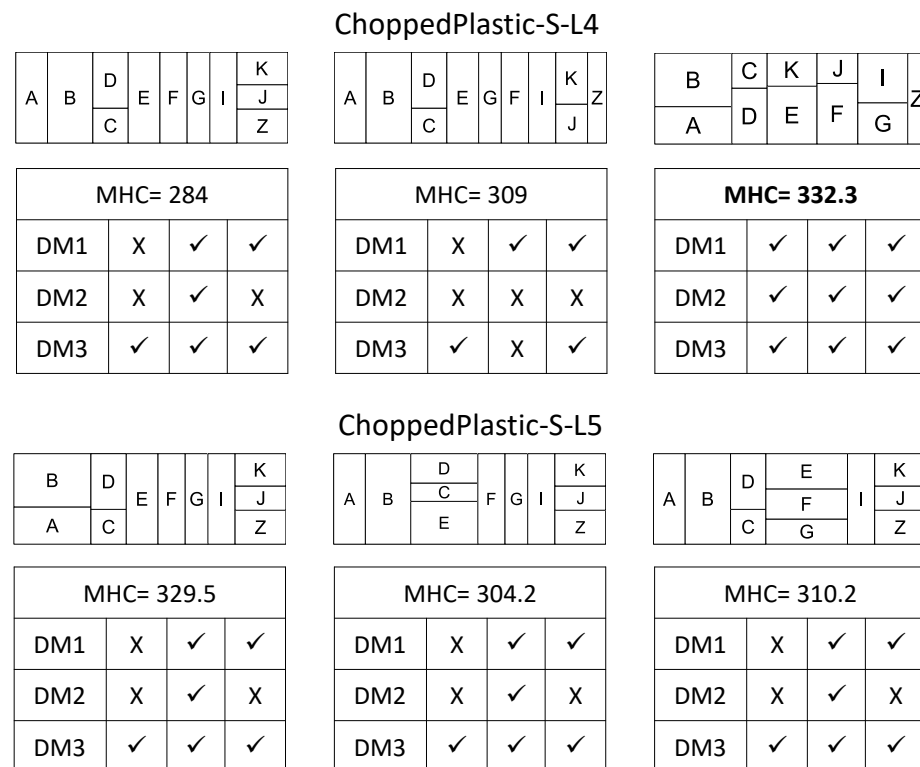 ChoppedPlastic-S-L4
A B D C E F G I K J Z
A B D C E G F I K J Z
B A C D K E J F I G Z
MHC= 284
DM1 X ✓ ✓
DM2 X ✓ X
DM3 ✓ ✓ ✓
MHC= 309
DM1 X ✓ ✓
DM2 X X X
DM3 ✓ X ✓
MHC= 332.3
DM1 ✓ ✓ ✓
DM2 ✓ ✓ ✓
DM3 ✓ ✓ ✓
ChoppedPlastic-S-L5
B A D C E F G I K J Z
A B D C E F G I K J Z
A B D C E F G I K J Z
MHC= 329.5
DM1 X ✓ ✓
DM2 X ✓ X
DM3 ✓ ✓ ✓
MHC= 304.2
DM1 X ✓ ✓
DM2 X ✓ X
DM3 ✓ ✓ ✓
MHC= 310.2
DM1 X ✓ ✓
DM2 X ✓ X
DM3 ✓ ✓ ✓